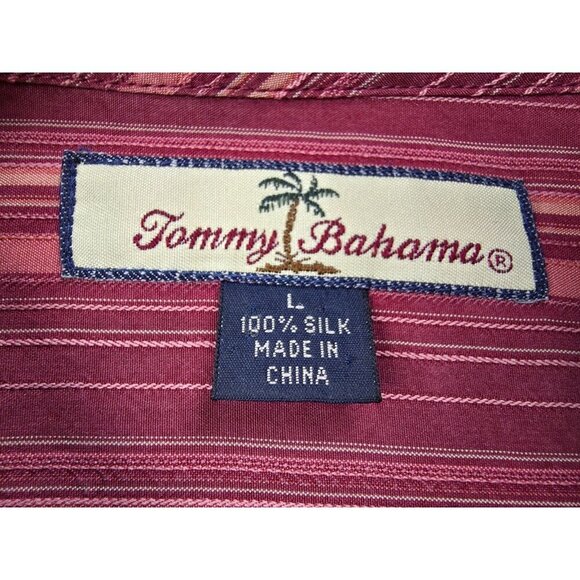 Tommy Bahama®
L
100% SILK
MADE IN
CHINA